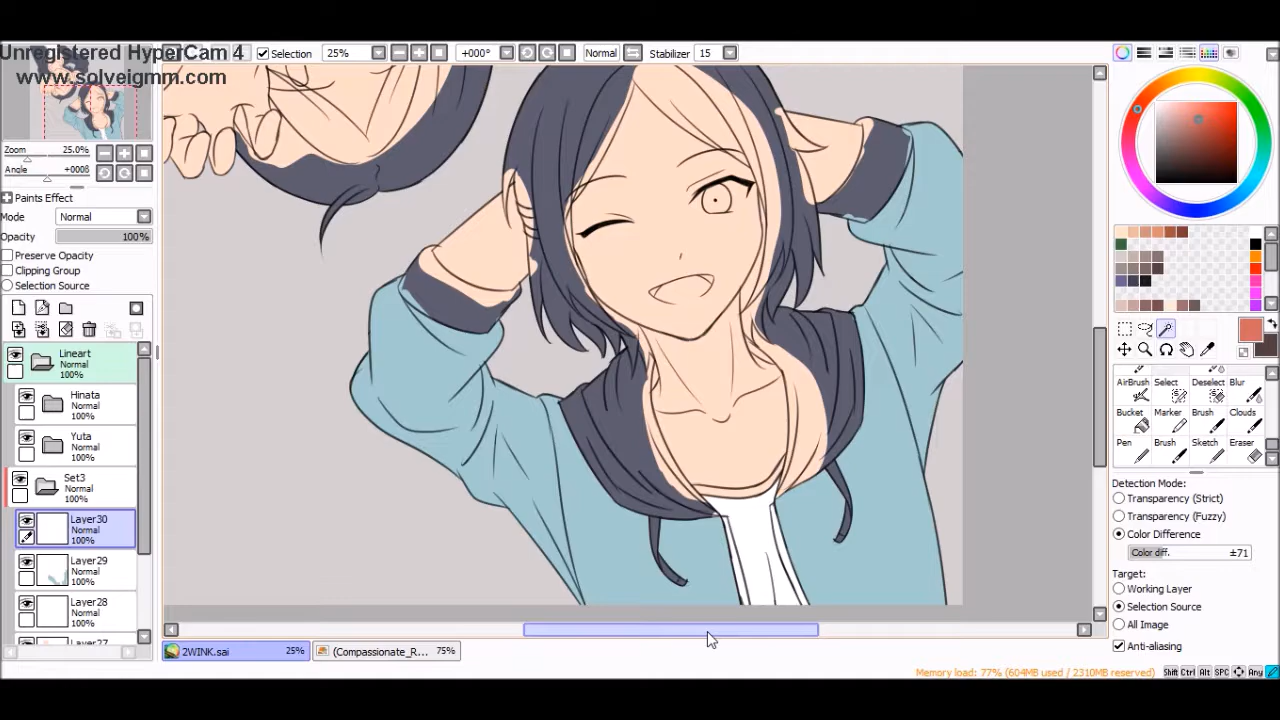 Unregistered HyperCam 4
www.solveigmm.com
Selection
25%
+000°
Normal
Stabilizer
15
Zoom
25.0%
Angle
+000ß
Paints Effect
Mode
Normal
Opacity
100%
Preserve Opacity
Clipping Group
Selection Source
Lineart
Normal
100%
Hinata
Normal
100%
Yuta
Normal
100%
Set3
Normal
100%
Layer30
Normal
100%
Layer29
Normal
100%
Layer28
Normal
100%
Layer27
2WINK.sai
25%
(Compassionate_R...
75%
AirBrush
Select
Deselect
Blur
Bucket
Marker
Brush
Clouds
Pen
Brush
Sketch
Eraser
Detection Mode:
Transparency (Strict)
Transparency (Fuzzy)
Color Difference
Color diff.
±71
Target:
Working Layer
Selection Source
All Image
Anti-aliasing
Memory load: 77% (604MB used / 2310MB reserved)
Shift Ctrl Alt SPC Any